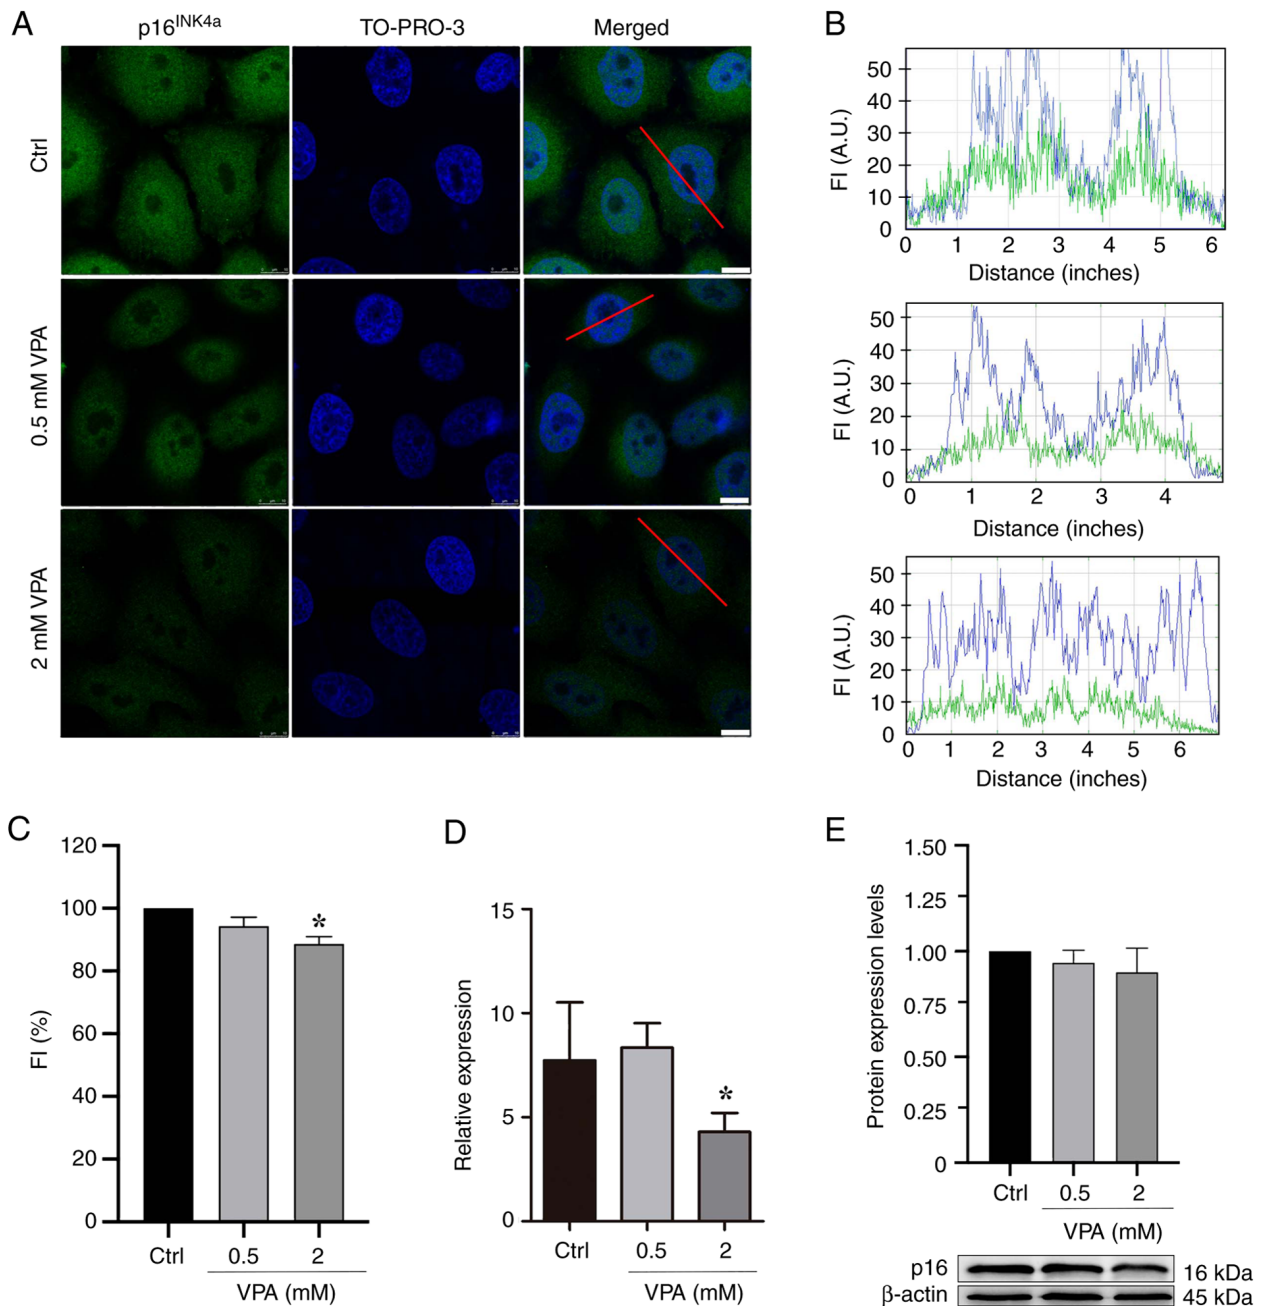 A
p16INK4a
TO-PRO-3
Merged
Ctrl
0.5 mM VPA
2 mM VPA
B
FI (A.U.)
50
40
30
20
10
0
0 1 2 3 4 5 6
Distance (inches)
FI (A.U.)
50
40
30
20
10
0
0 1 2 3 4
Distance (inches)
FI (A.U.)
50
40
30
20
10
0
0 1 2 3 4 5 6
Distance (inches)
C
FI (%)
120
100
80
60
40
20
0
*
Ctrl 0.5 2
VPA (mM)
D
Relative expression
15
10
5
0
*
Ctrl 0.5 2
VPA (mM)
E
Protein expression levels
1.50
1.25
1.00
0.75
0.50
0.25
0
Ctrl 0.5 2
VPA (mM)
p16 16 kDa
β-actin 45 kDa